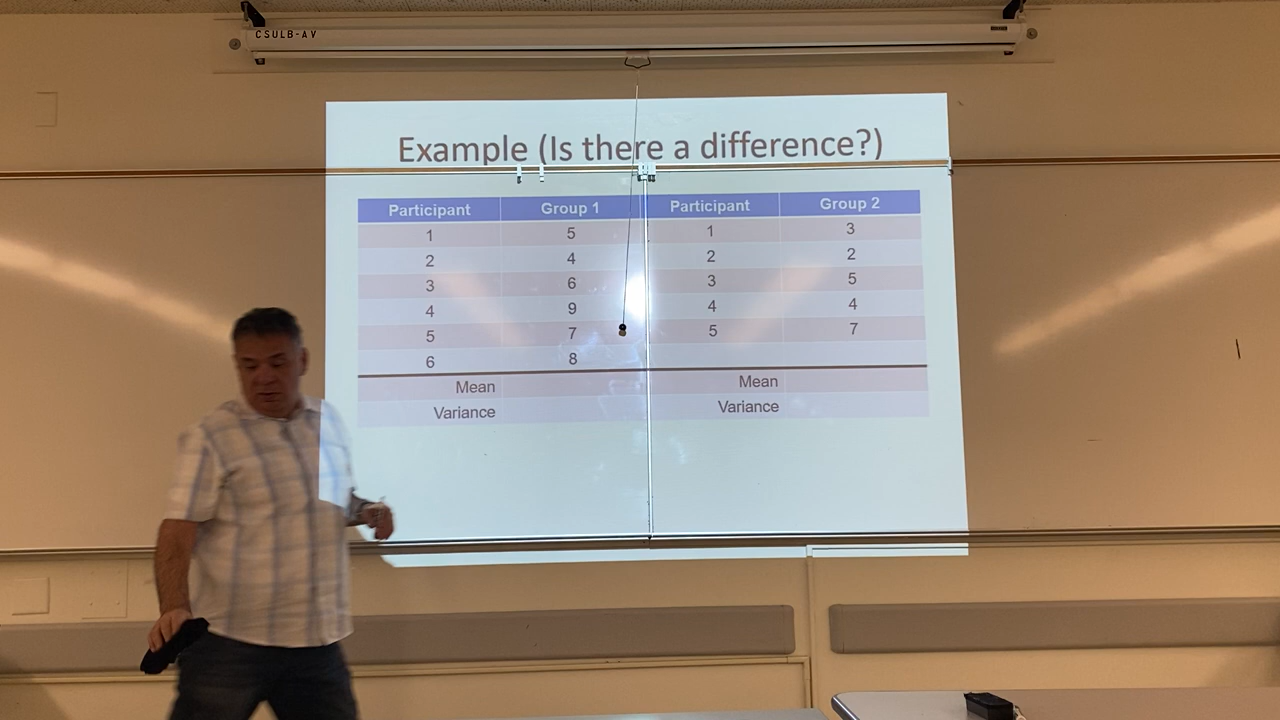 CSULB-AV
Example (Is there a difference?)
Participant Group 1 Participant Group 2
1 5 1 3
2 4 2 2
3 6 3 5
4 9 4 4
5 7 5 7
6 8
Mean Mean
Variance Variance